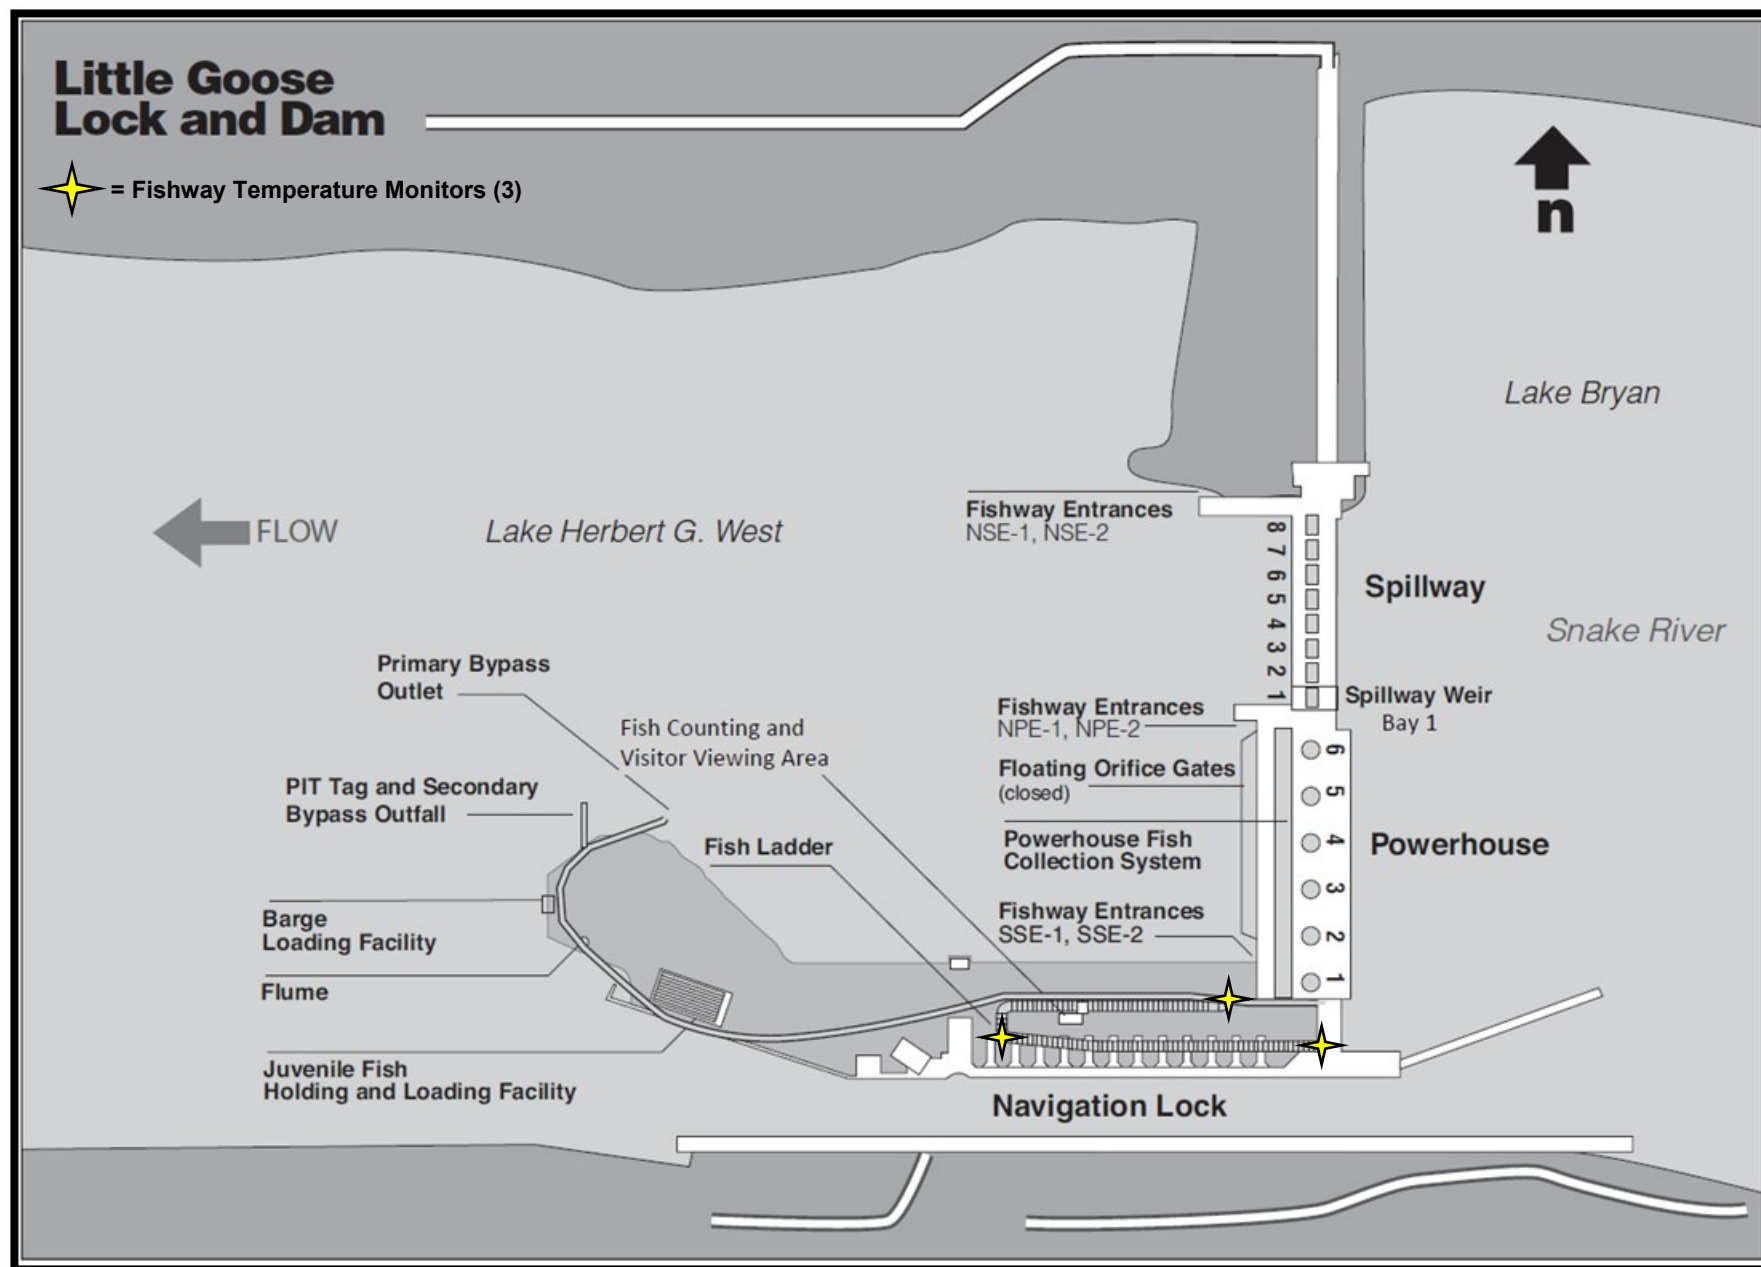 Little Goose
Lock and Dam
= Fishway Temperature Monitors (3)
n
Lake Bryan
Fishway Entrances
NSE-1, NSE-2
FLOW
Lake Herbert G. West
8
7
6
5
4
3
2
1
Spillway
Snake River
Primary Bypass
Outlet
Spillway Weir
Bay 1
Fishway Entrances
NPE-1, NPE-2
Fish Counting and
Visitor Viewing Area
Floating Orifice Gates
(closed)
PIT Tag and Secondary
Bypass Outfall
6
5
4
3
2
1
Powerhouse Fish
Collection System
Powerhouse
Fish Ladder
Fishway Entrances
SSE-1, SSE-2
Barge
Loading Facility
Flume
Juvenile Fish
Holding and Loading Facility
Navigation Lock